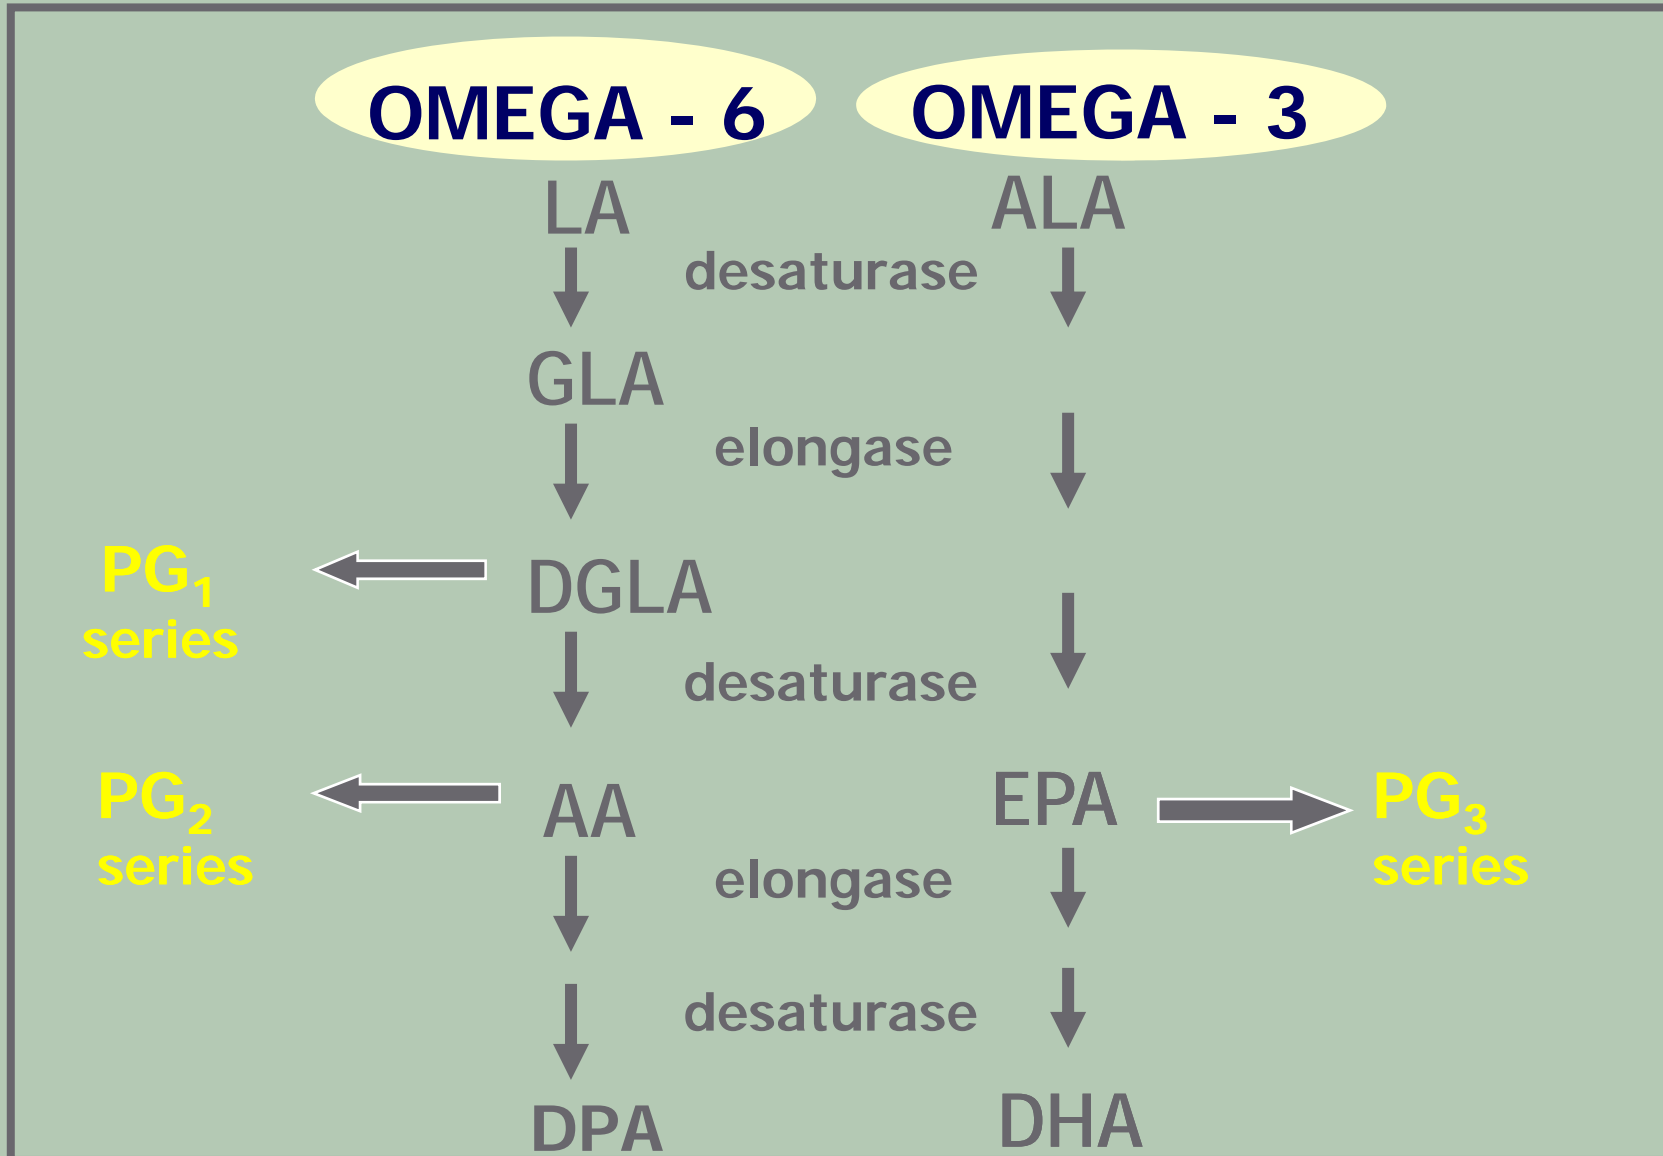 OMEGA - 6
OMEGA - 3
LA
ALA
desaturase
GLA
elongase
PG₁
series
DGLA
desaturase
PG₂
series
AA
EPA
PG₃
series
elongase
desaturase
DPA
DHA